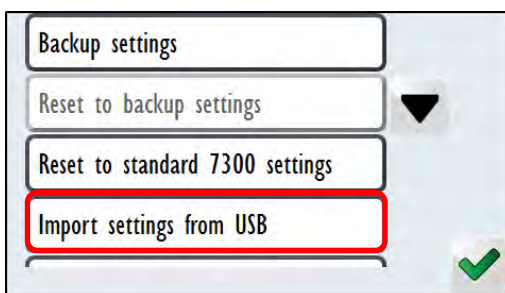 Backup settings
Reset to backup settings
Reset to standard 7300 settings
Import settings from USB